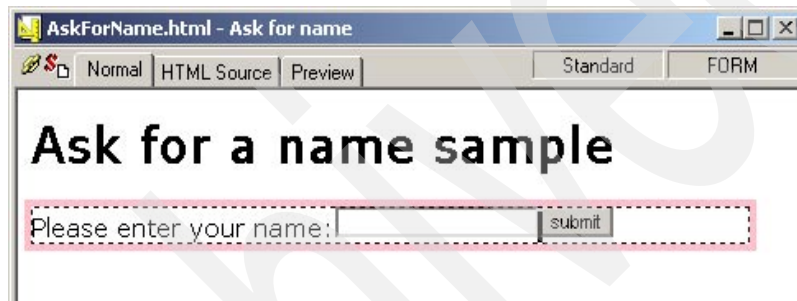 AskForName.html - Ask for name
Normal HTML Source Preview Standard FORM
Ask for a name sample
Please enter your name: submit